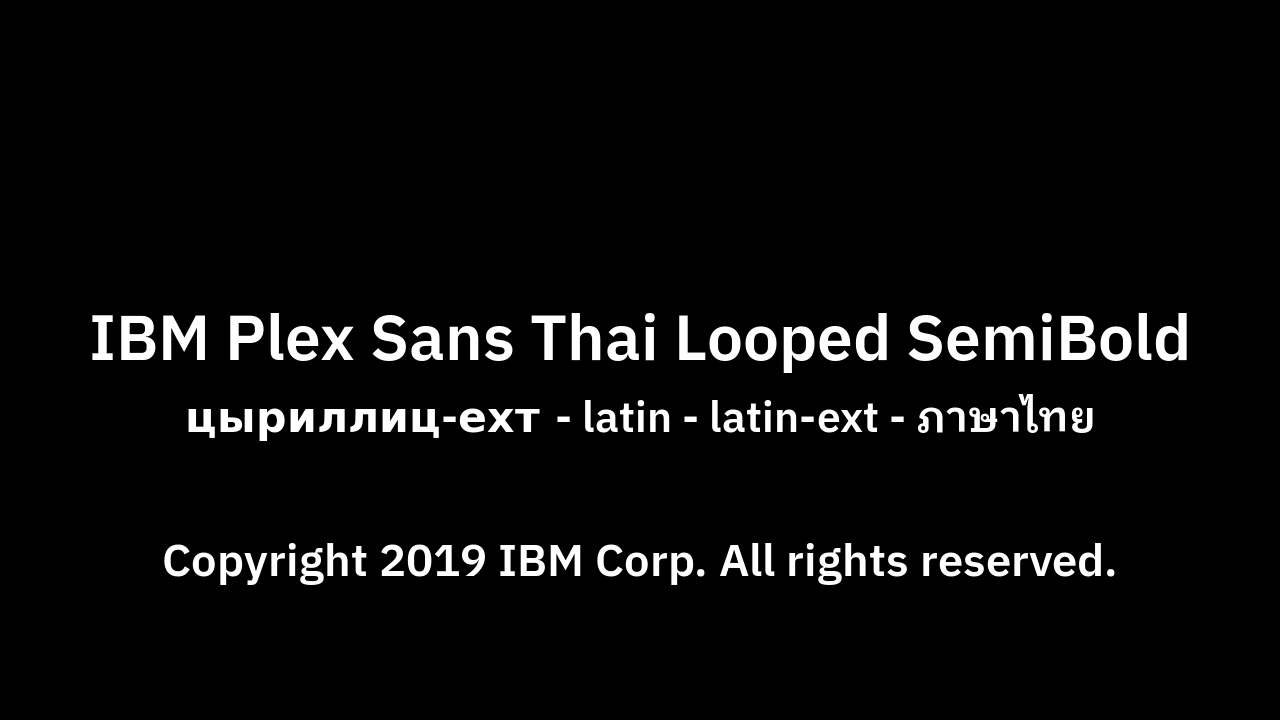 IBM Plex Sans Thai Looped SemiBold
цыриллиц-ехт - latin - latin-ext - ภาษาไทย
Copyright 2019 IBM Corp. All rights reserved.